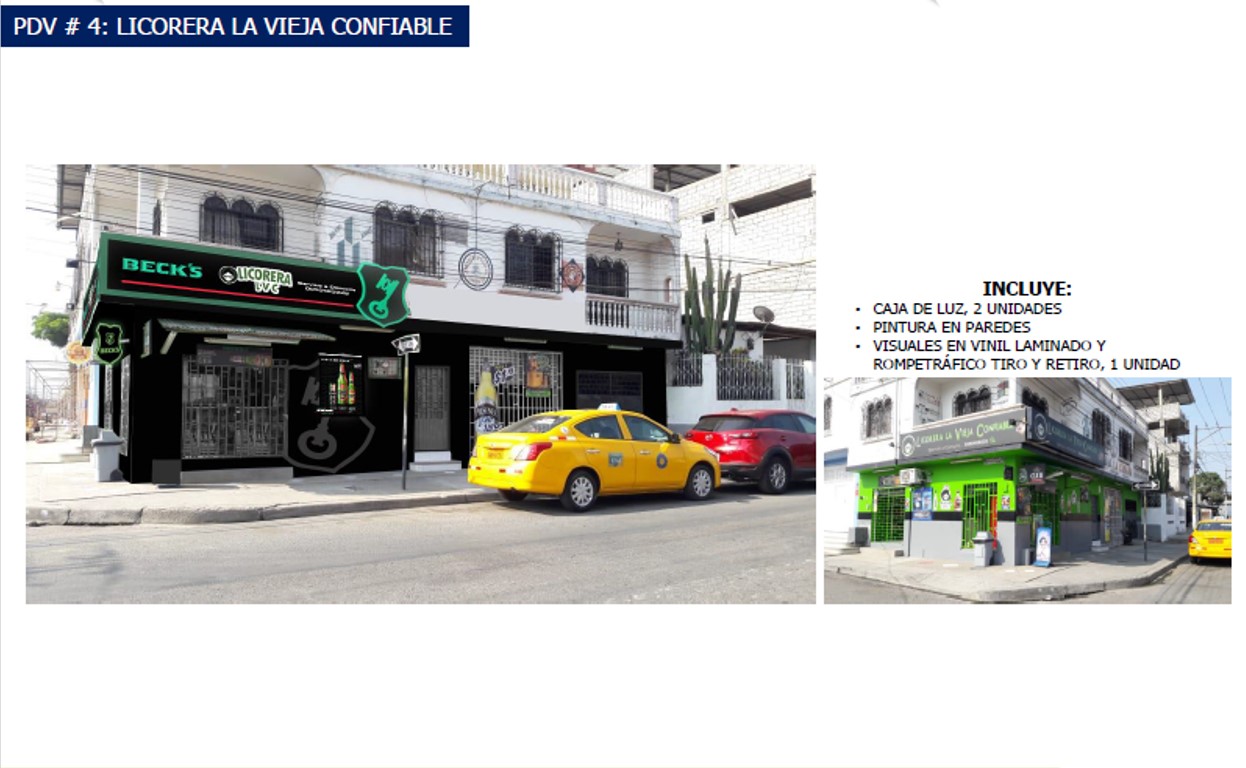 PDV # 4: LICORERA LA VIEJA CONFIABLE
BECK'S
LICORERA
LVC
INCLUYE:
▪ CAJA DE LUZ, 2 UNIDADES
▪ PINTURA EN PAREDES
▪ VISUALES EN VINIL LAMINADO Y
ROMPETRÁFICO TIRO Y RETIRO, 1 UNIDAD
LICORERA LA VIEJA CONFIABLE